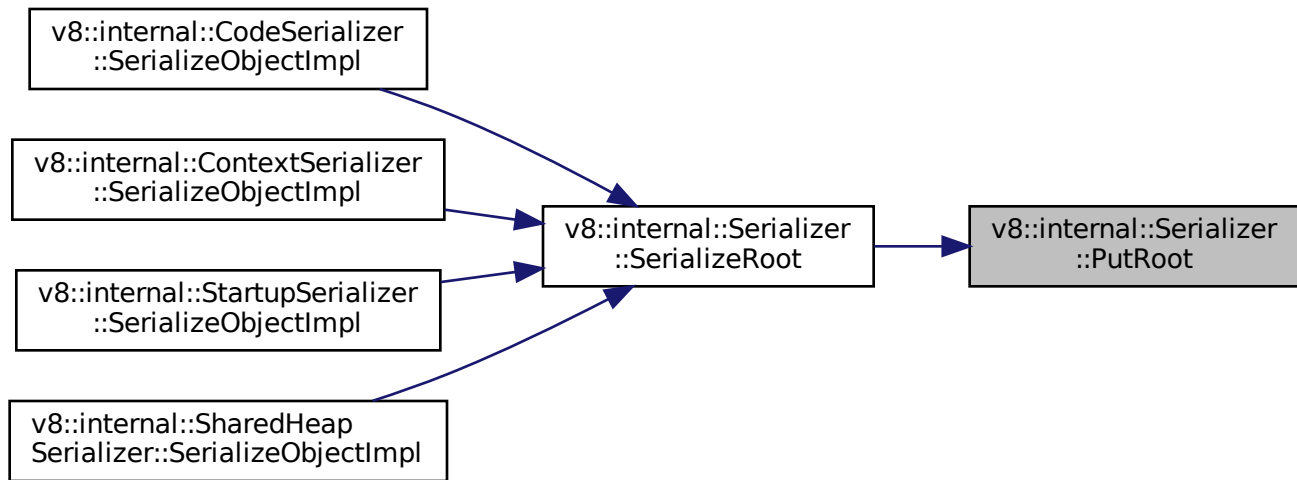 v8::internal::CodeSerializer
::SerializeObjectImpl
v8::internal::ContextSerializer
::SerializeObjectImpl
v8::internal::StartupSerializer
::SerializeObjectImpl
v8::internal::SharedHeap
Serializer::SerializeObjectImpl
v8::internal::Serializer
::SerializeRoot
v8::internal::Serializer
::PutRoot